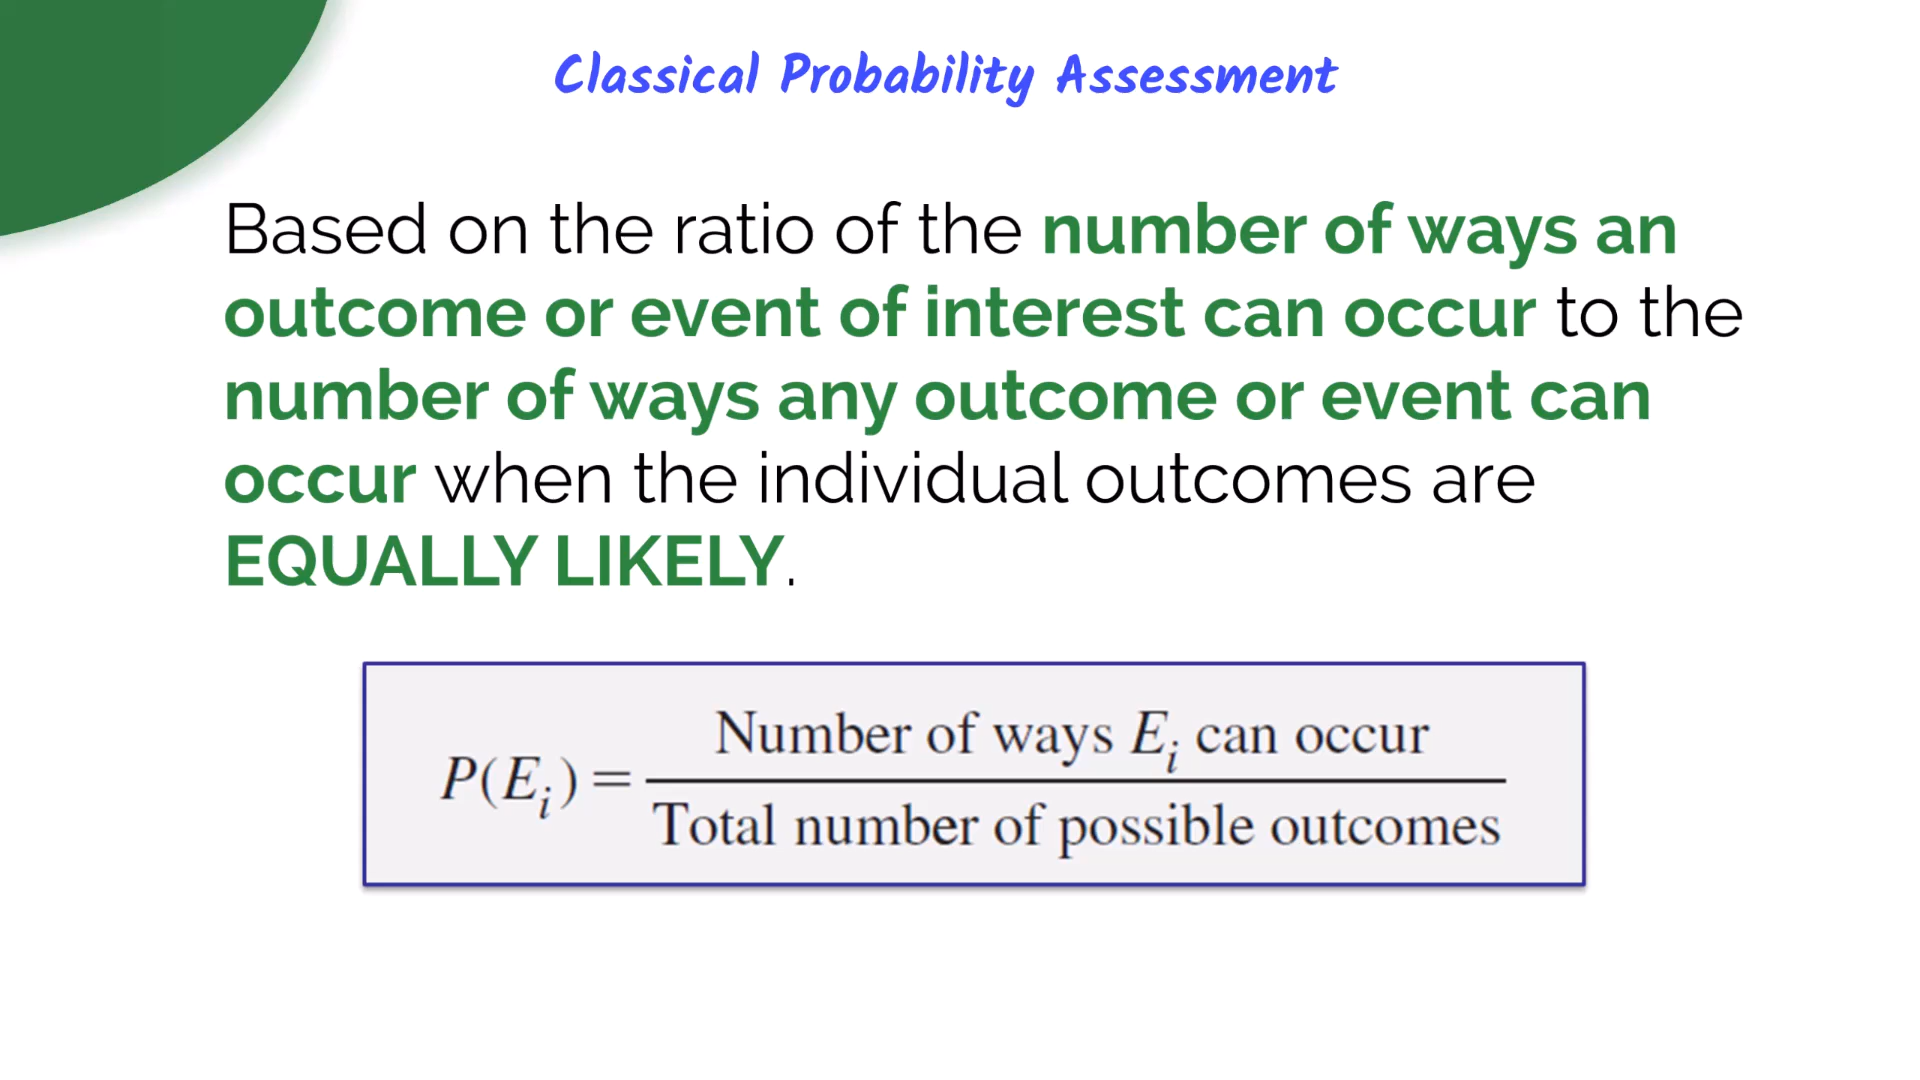 Classical Probability Assessment
Based on the ratio of the number of ways an
outcome or event of interest can occur to the
number of ways any outcome or event can
occur when the individual outcomes are
EQUALLY LIKELY.
Number of ways Eᵢ can occur
P(Eᵢ) =
Total number of possible outcomes